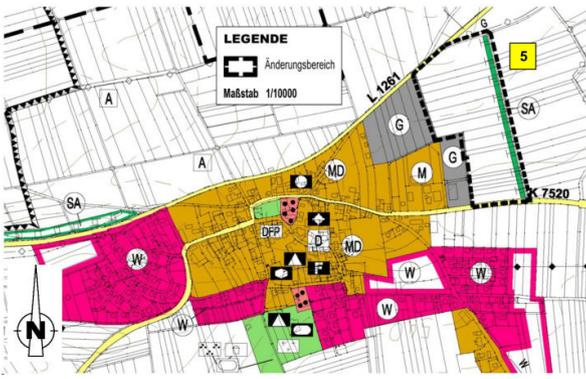 LEGENDE
Änderungsbereich
Maßstab 1/10000
G
5
L 1261
A
SA
G
A
MD
M
G
SA
K 7520
DFP
D
MD
W
F
W
W
W
W
W
N